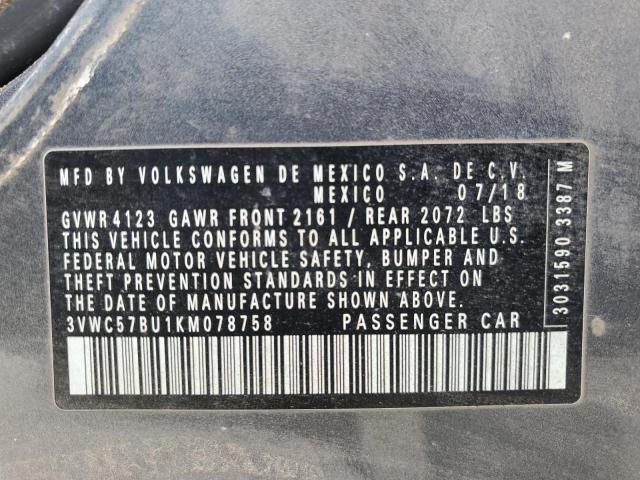 MFD BY VOLKSWAGEN DE MEXICO S.A. DE C.V.
MEXICO 07/18
GVWR 4123 GAWR FRONT 2161 / REAR 2072 LBS
THIS VEHICLE CONFORMS TO ALL APPLICABLE U.S.
FEDERAL MOTOR VEHICLE SAFETY, BUMPER AND
THEFT PREVENTION STANDARDS IN EFFECT ON
THE DATE OF MANUFACTURE SHOWN ABOVE.
3VWC57BU1KM078758 PASSENGER CAR
3031590 3387 M